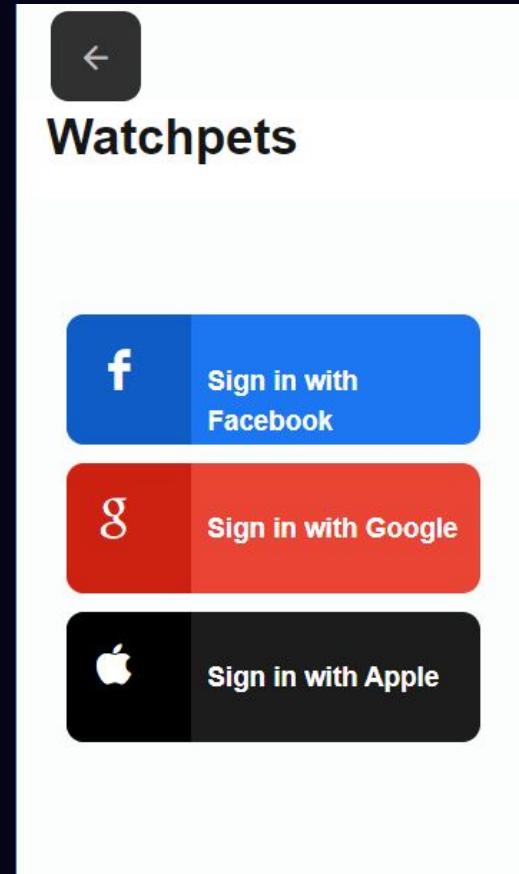 Watchpets
f
Sign in with
Facebook
g
Sign in with Google
Sign in with Apple